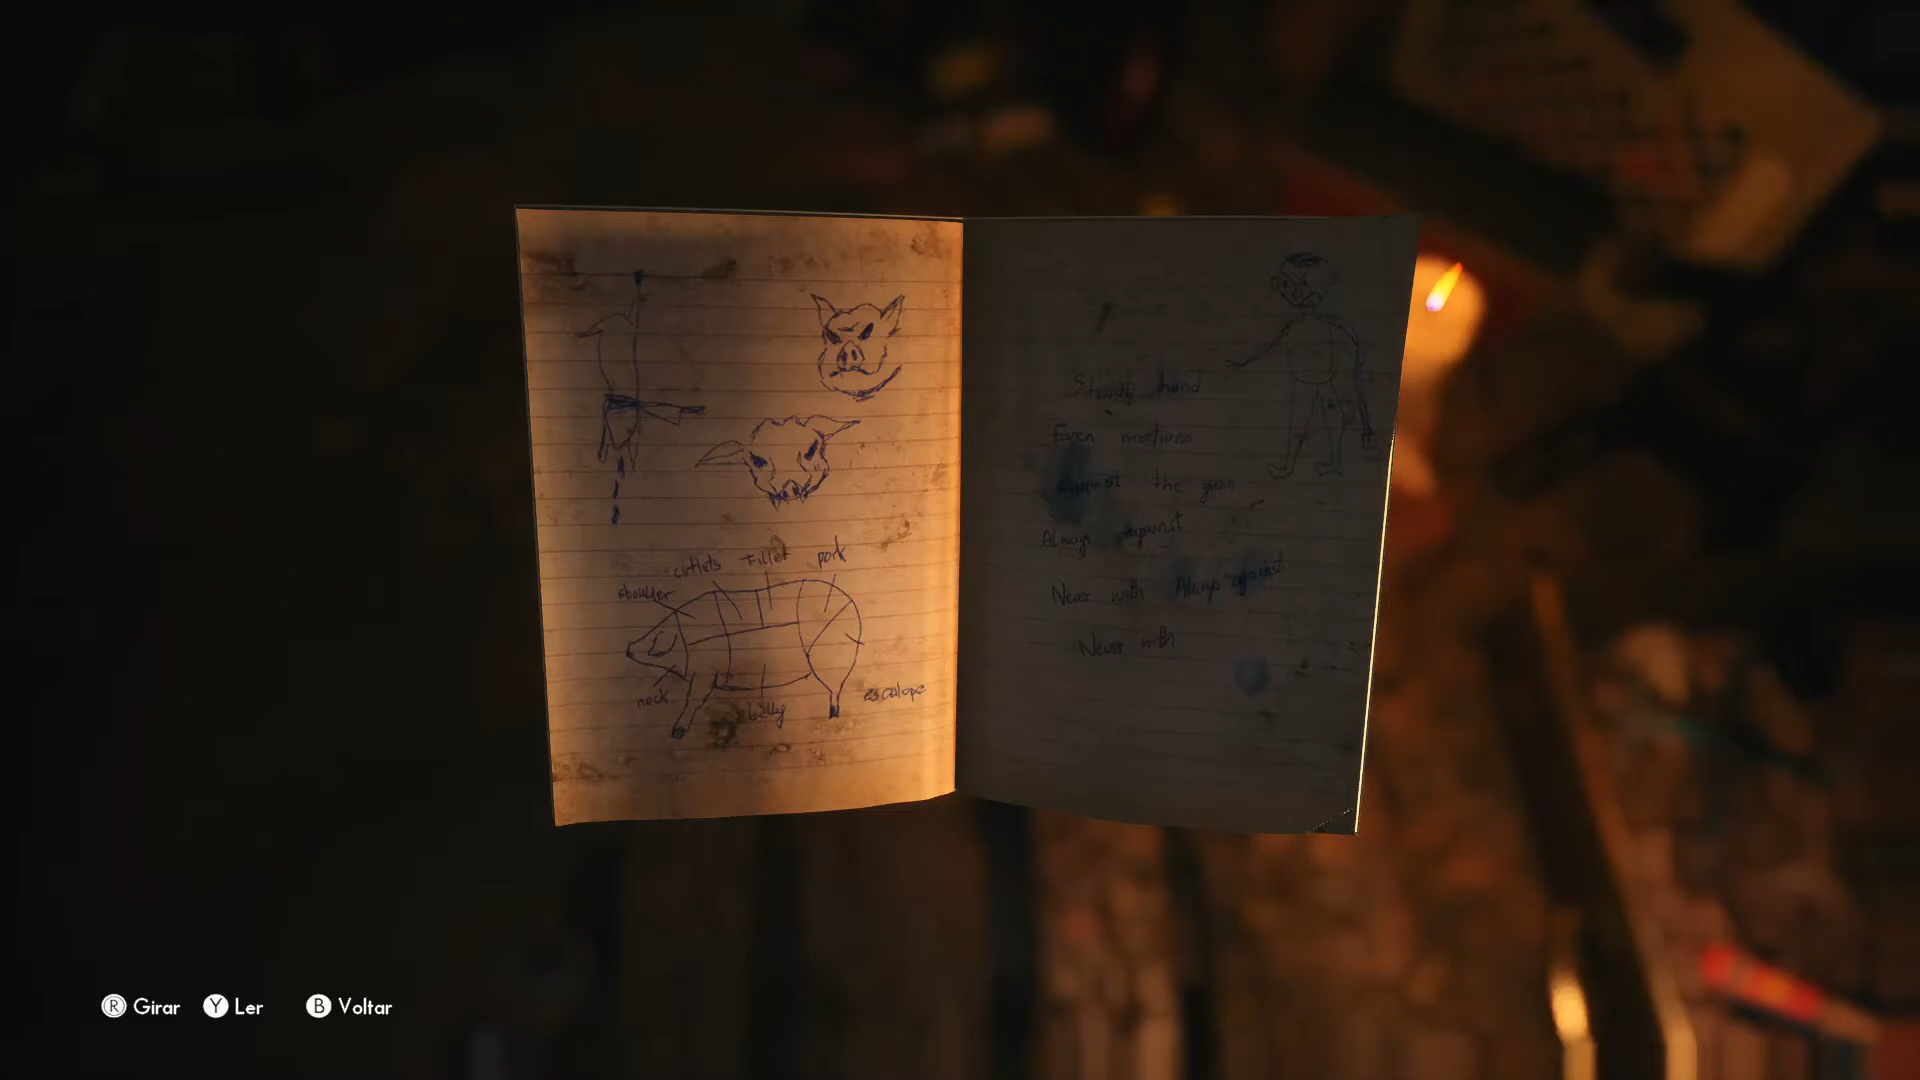 cutlets Fillet pork
shoulder
neck
belly
escalope
Steady hand
Even motions
against the grain
Always against
Never with Always against
Never with
R Girar Y Ler B Voltar